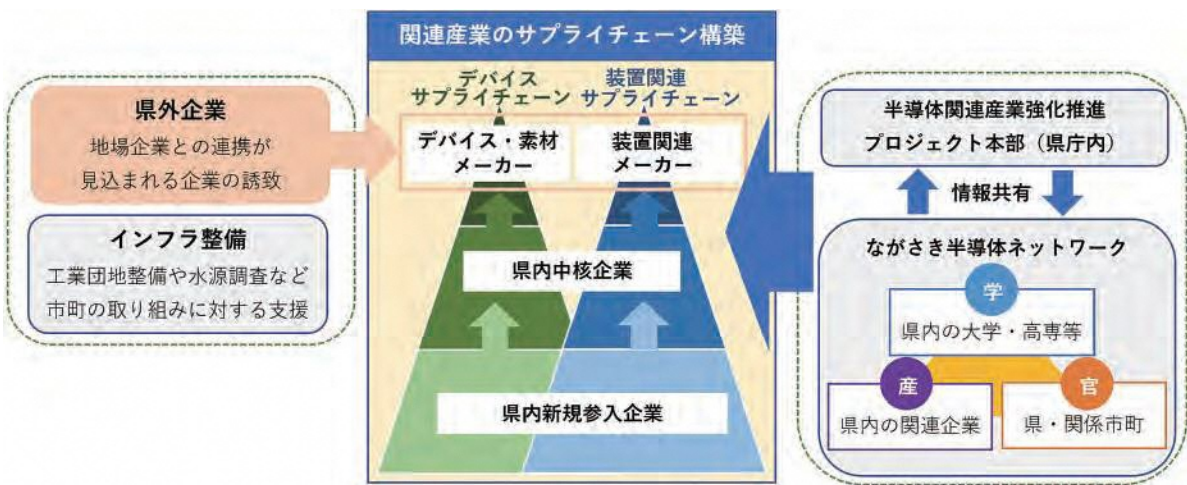 県外企業
地場企業との連携が
見込まれる企業の誘致
インフラ整備
工業団地整備や水源調査など
市町の取り組みに対する支援
関連産業のサプライチェーン構築
デバイス
サプライチェーン
装置関連
サプライチェーン
デバイス・素材
メーカー
装置関連
メーカー
県内中核企業
県内新規参入企業
半導体関連産業強化推進
プロジェクト本部（県庁内）
情報共有
ながさき半導体ネットワーク
学
県内の大学・高専等
産
県内の関連企業
官
県・関係市町